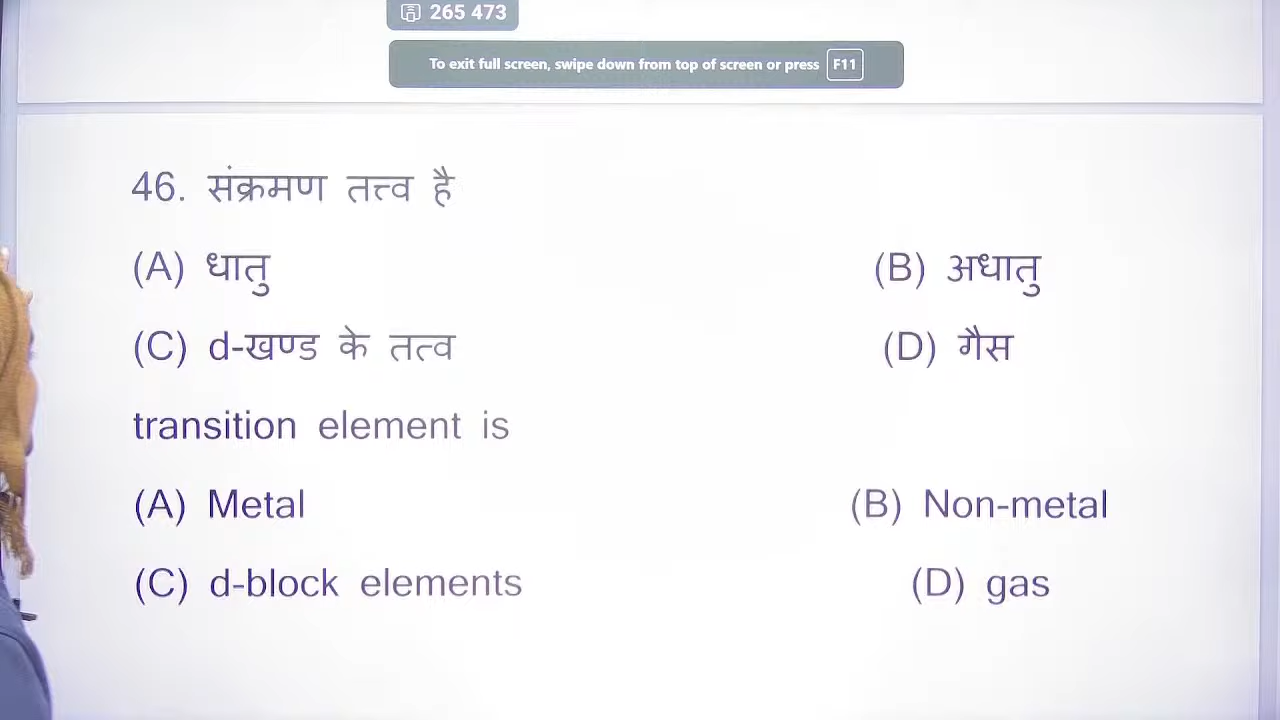 265 473
To exit full screen, swipe down from top of screen or press F11
46. संक्रमण तत्त्व है
(A) धातु (B) अधातु
(C) d-खण्ड के तत्व (D) गैस
transition element is
(A) Metal (B) Non-metal
(C) d-block elements (D) gas